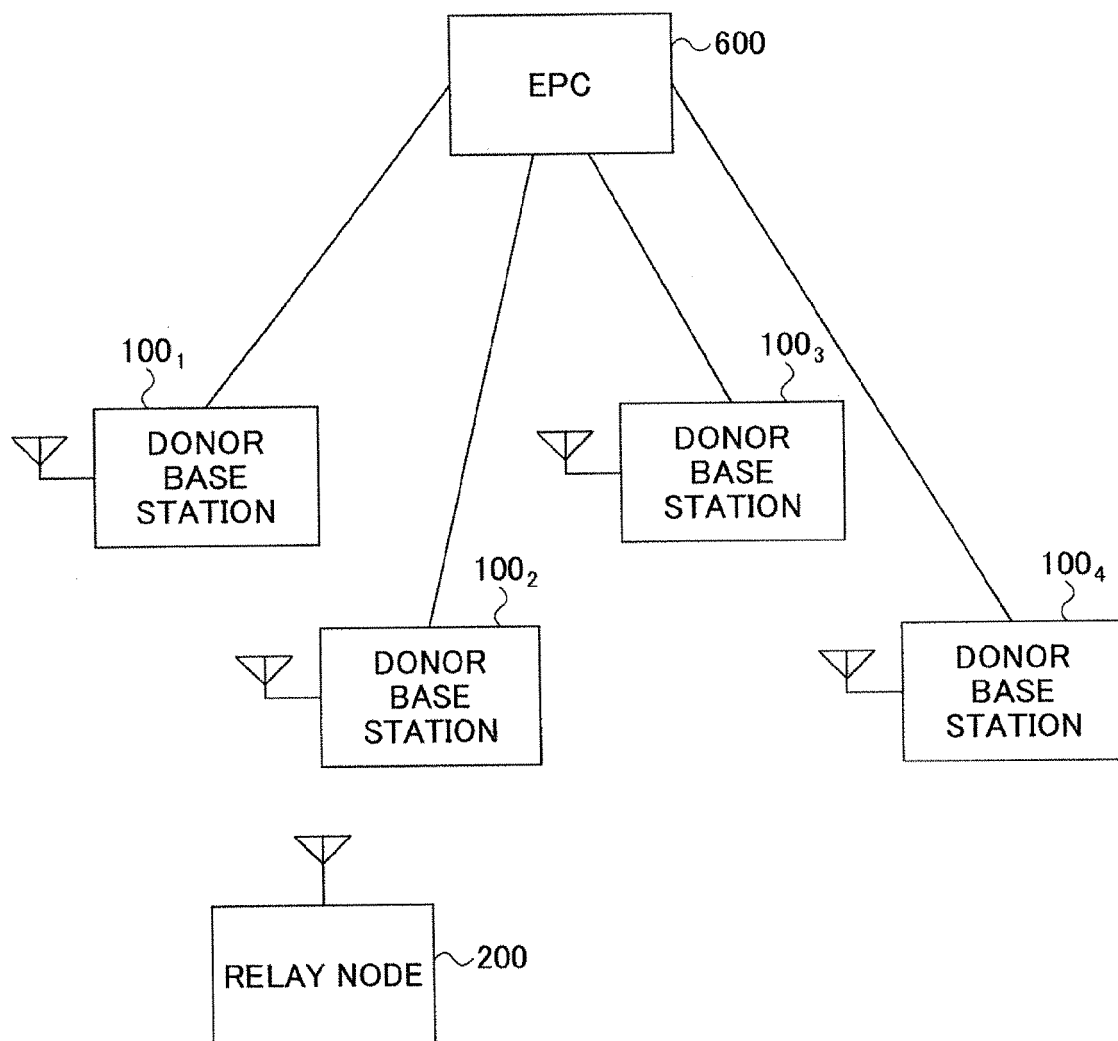 600
EPC
100₁
100₃
DONOR
BASE
STATION
DONOR
BASE
STATION
100₂
100₄
DONOR
BASE
STATION
DONOR
BASE
STATION
RELAY NODE
200